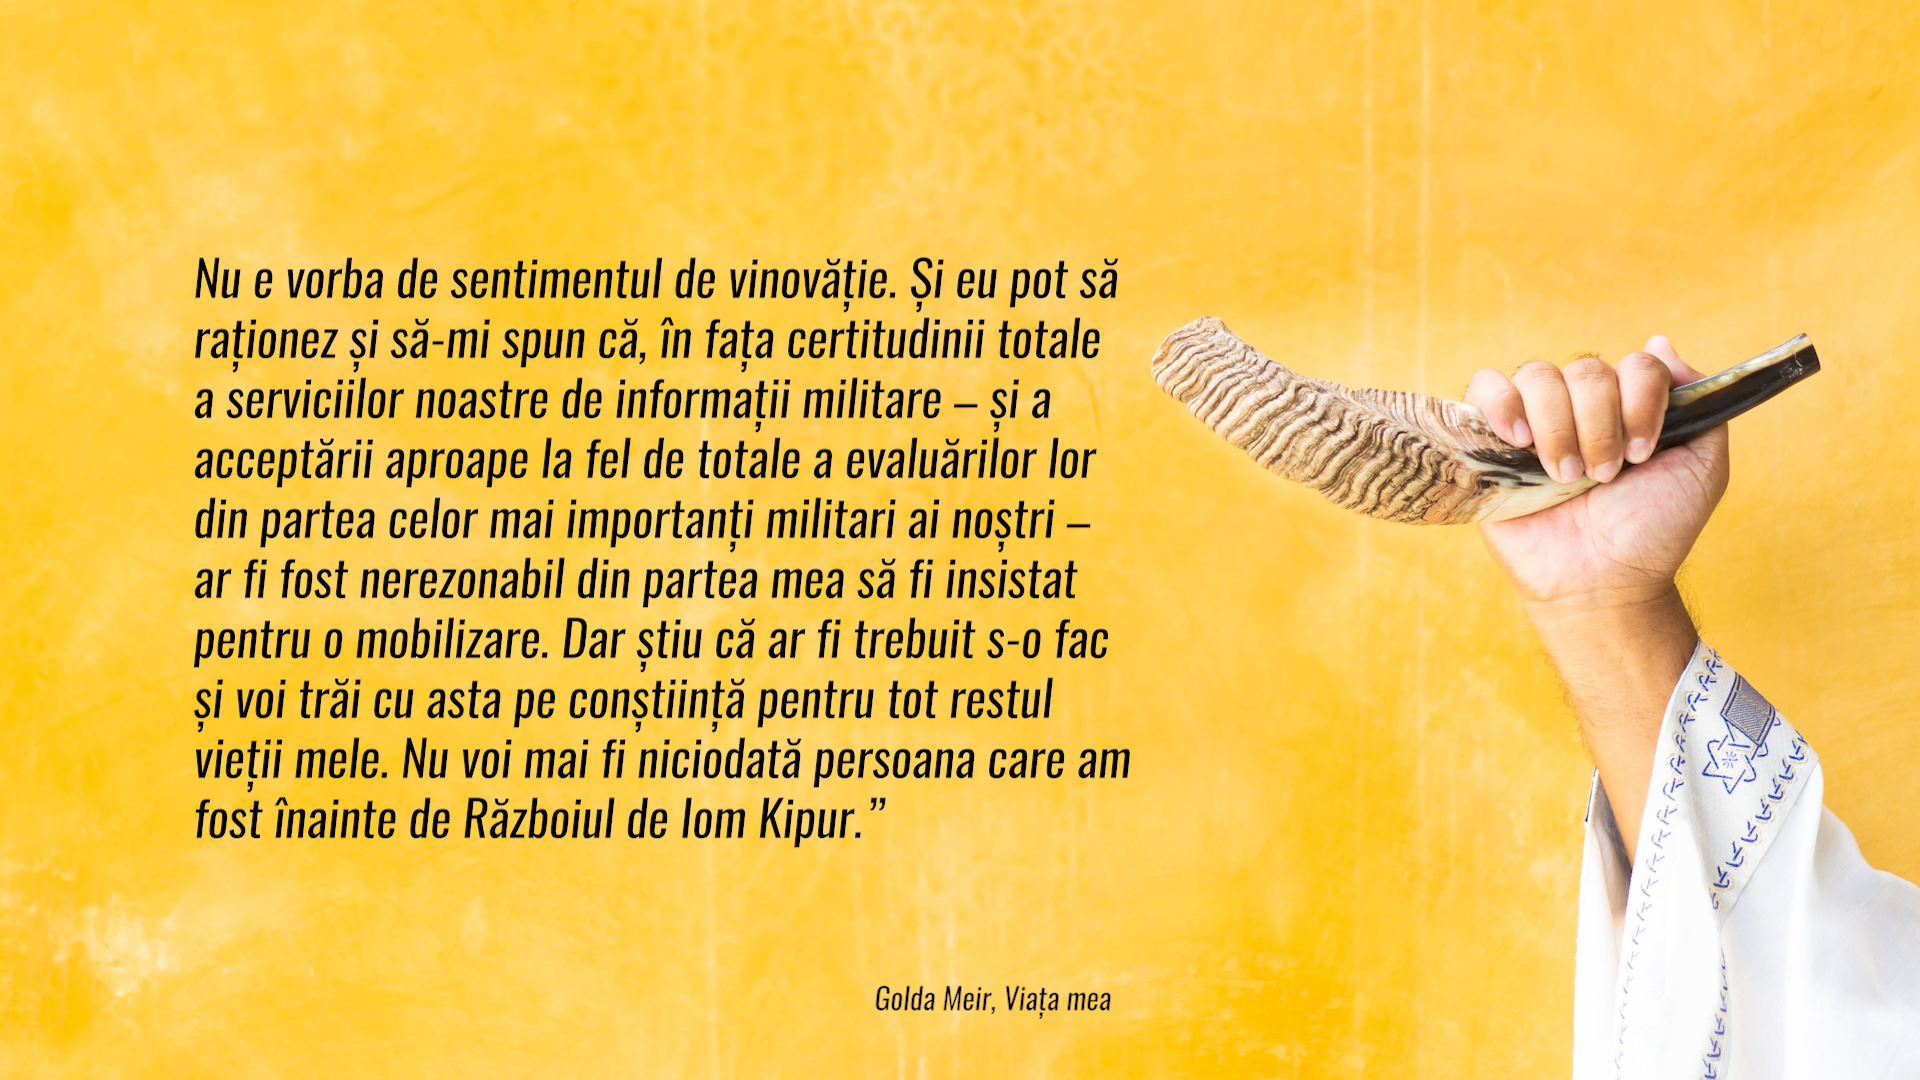 Nu e vorba de sentimentul de vinovăție. Și eu pot să
raționez și să-mi spun că, în fața certitudinii totale
a serviciilor noastre de informații militare – și a
acceptării aproape la fel de totale a evaluărilor lor
din partea celor mai importanți militari ai noștri –
ar fi fost nerezonabil din partea mea să fi insistat
pentru o mobilizare. Dar știu că ar fi trebuit s-o fac
și voi trăi cu asta pe conștiință pentru tot restul
vieții mele. Nu voi mai fi niciodată persoana care am
fost înainte de Războiul de Iom Kipur.”
Golda Meir, Viața mea